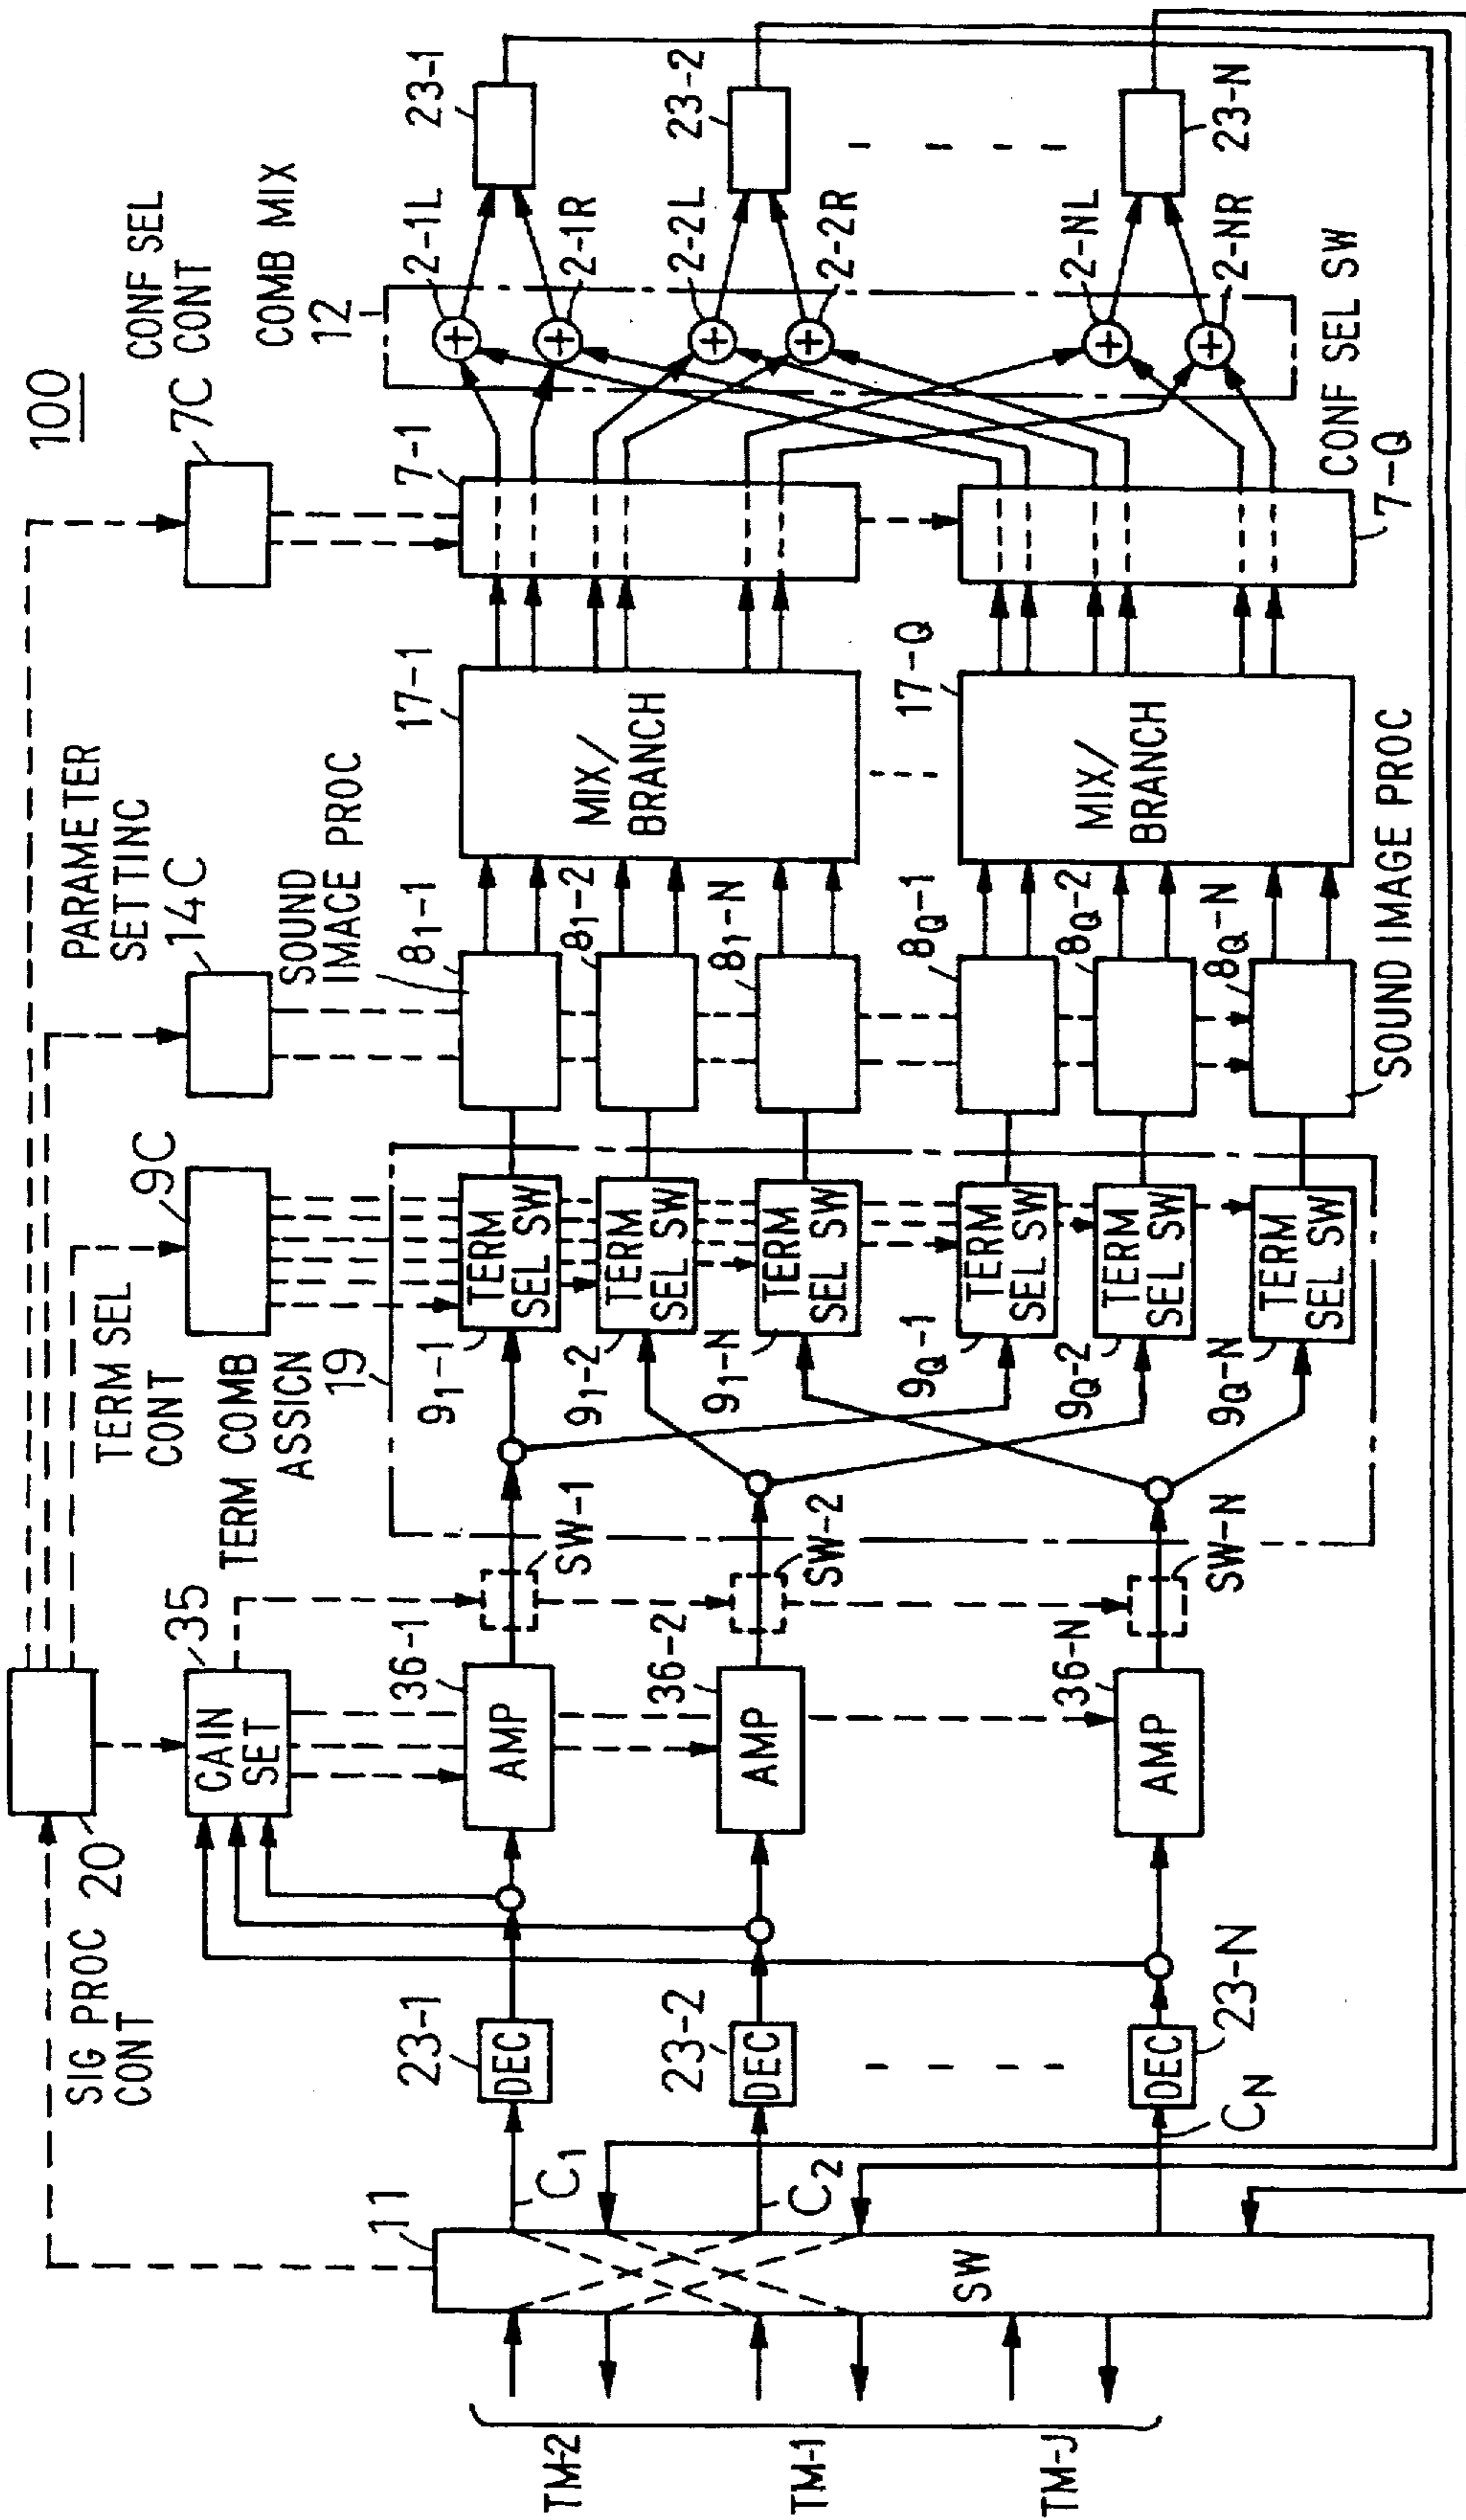 100
SIG PROC
CONT
20
TERM SEL
CONT
9C
PARAMETER
SETTINC
14C
CONF SEL
CONT
7C
CAIN
SET
35
TERM COMB
ASSICN
19
SOUND
IMACE PROC
COMB MIX
12
11
SW
TM-2
TM-1
TM-J
C1
C2
CN
23-1
DEC
23-2
DEC
23-N
DEC
36-1
AMP
36-2
AMP
36-N
AMP
SW-1
SW-2
SW-N
91-1
TERM
SEL SW
91-2
TERM
SEL SW
91-N
TERM
SEL SW
9Q-1
TERM
SEL SW
9Q-2
TERM
SEL SW
9Q-N
TERM
SEL SW
81-1
81-2
81-N
8Q-1
8Q-2
8Q-N
SOUND IMAGE PROC
17-1
MIX/
BRANCH
17-Q
MIX/
BRANCH
7-1
7-Q
CONF SEL SW
2-1L
2-1R
2-2L
2-2R
2-NL
2-NR
23-1
23-2
23-N